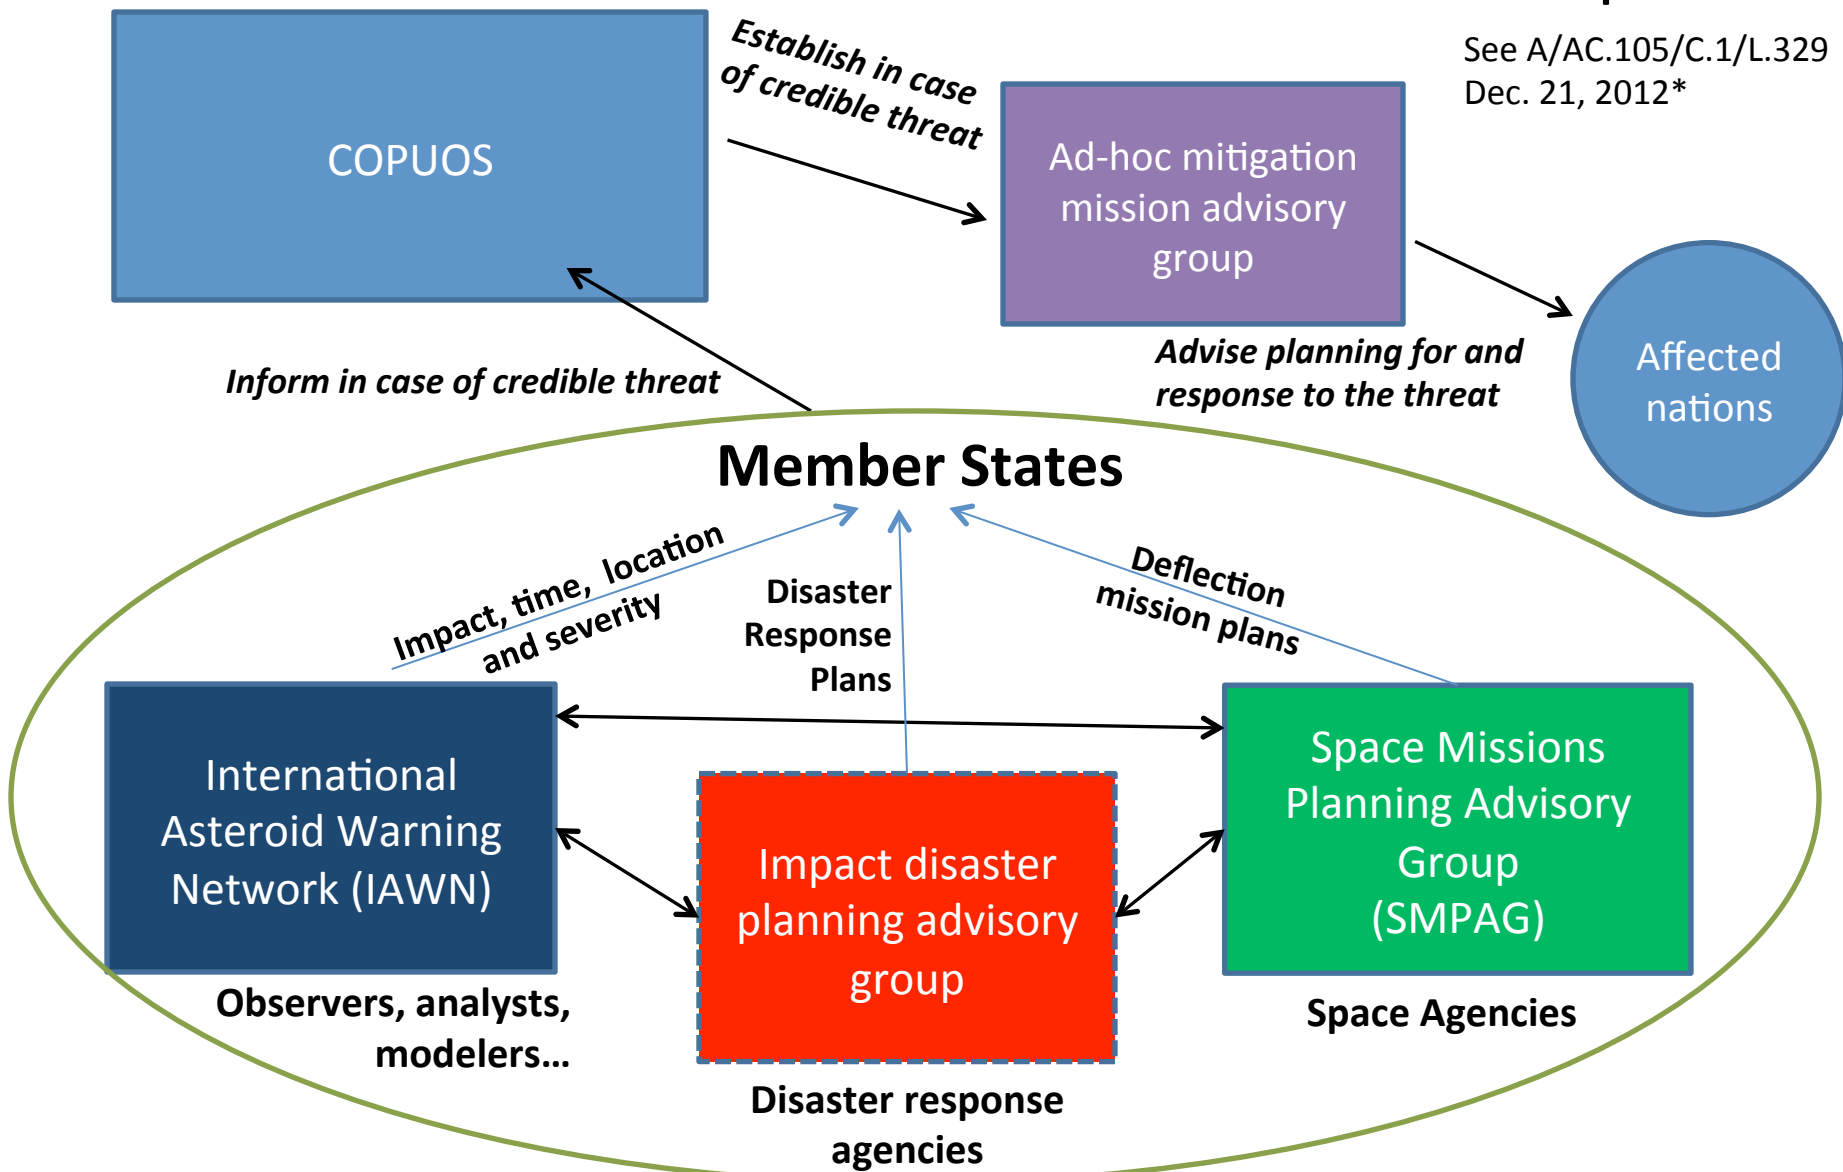 See A/AC.105/C.1/L.329
Dec. 21, 2012*
COPUOS
Establish in case
of credible threat
Ad-hoc mitigation
mission advisory
group
Inform in case of credible threat
Advise planning for and
response to the threat
Affected
nations
Member States
Impact, time, location
and severity
Disaster
Response
Plans
Deflection
mission plans
International
Asteroid Warning
Network (IAWN)
Impact disaster
planning advisory
group
Space Missions
Planning Advisory
Group
(SMPAG)
Observers, analysts,
modelers...
Disaster response
agencies
Space Agencies